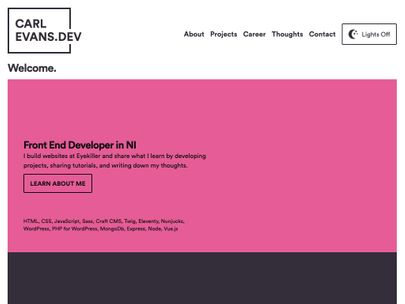 CARL
EVANS.DEV
About Projects Career Thoughts Contact Lights Off
Welcome.
Front End Developer in NI
I build websites at Eyekiller and share what I learn by developing
projects, sharing tutorials, and writing down my thoughts.
LEARN ABOUT ME
HTML, CSS, JavaScript, Sass, Craft CMS, Twig, Eleventy, Nunjucks,
WordPress, PHP for WordPress, MongoDb, Express, Node, Vue.js